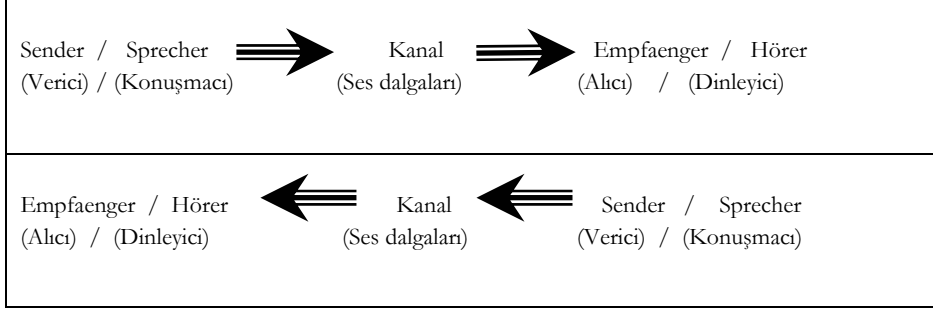 Sender / Sprecher Kanal Empfaenger / Hörer
(Verici) / (Konuşmacı) (Ses dalgaları) (Alıcı) / (Dinleyici)
Empfaenger / Hörer Kanal Sender / Sprecher
(Alıcı) / (Dinleyici) (Ses dalgaları) (Verici) / (Konuşmacı)